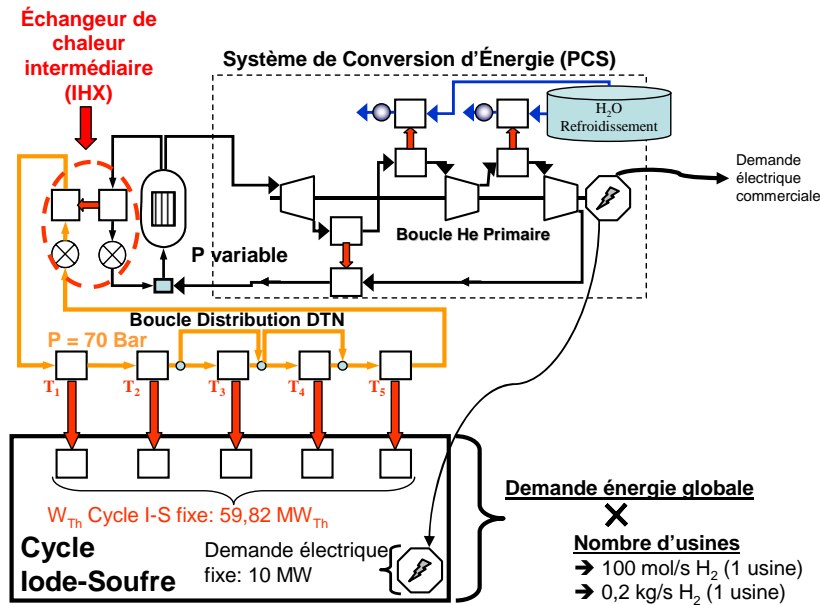 Échangeur de
chaleur
intermédiaire
(IHX)
Système de Conversion d'Énergie (PCS)
H₂O
Refroidissement
Demande
électrique
commerciale
Boucle He Primaire
P variable
Boucle Distribution DTN
P = 70 Bar
T₁
T₂
T₃
T₄
T₅
W_Th Cycle I-S fixe: 59,82 MW_Th
Cycle
Iode-Soufre
Demande électrique
fixe: 10 MW
Demande énergie globale
Nombre d'usines
➔ 100 mol/s H₂ (1 usine)
➔ 0,2 kg/s H₂ (1 usine)